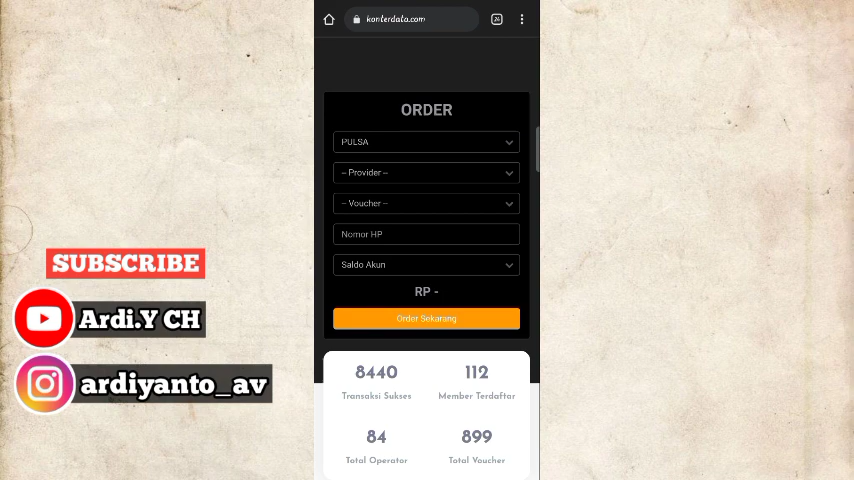 konterdata.com
24
ORDER
PULSA
-- Provider --
-- Voucher --
Nomor HP
Saldo Akun
RP -
Order Sekarang
8440
112
Transaksi Sukses
Member Terdaftar
84
899
Total Operator
Total Voucher
SUBSCRIBE
Ardi.Y CH
ardiyanto_av